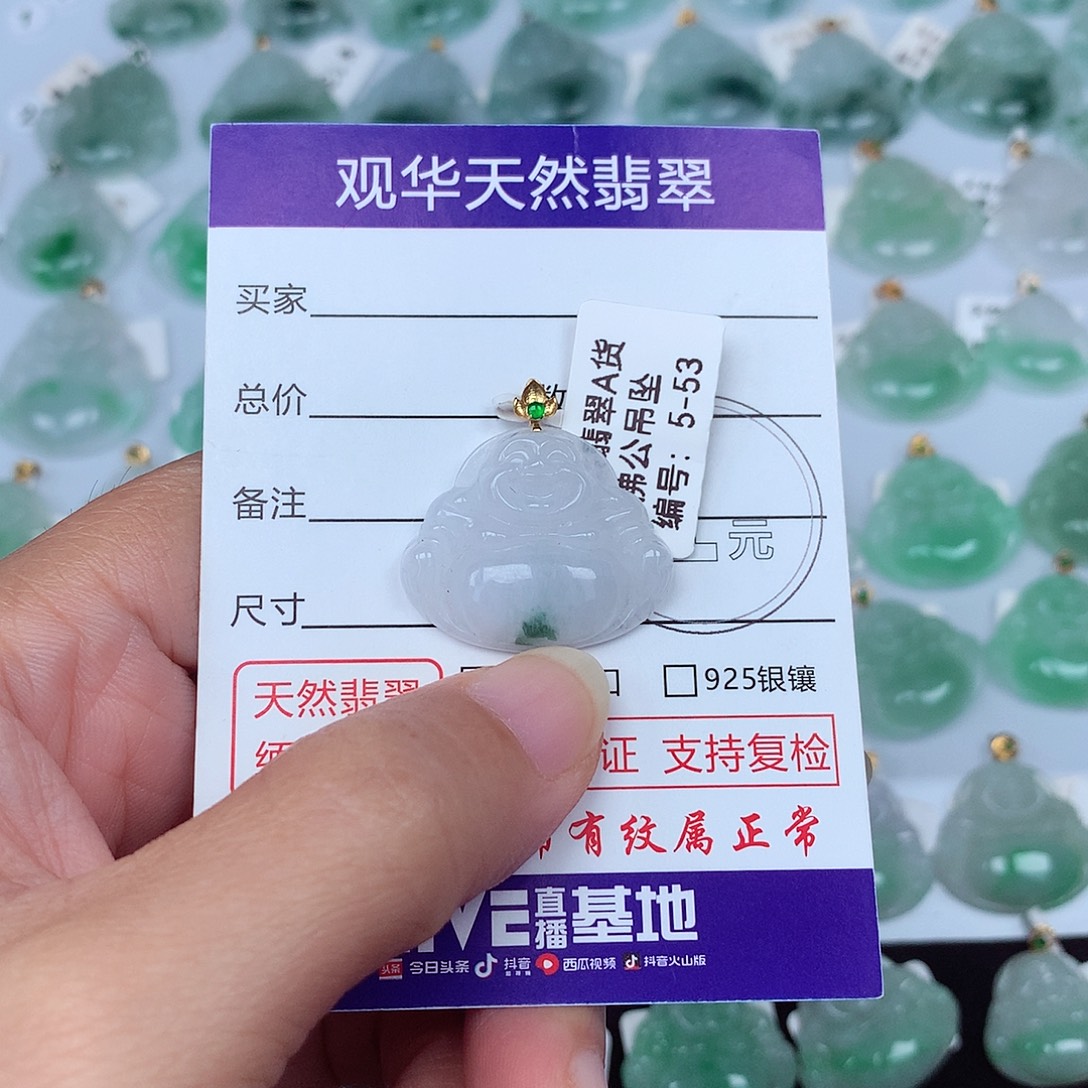 观华天然翡翠
买家
总价
备注
尺寸
翡翠A货
佛公吊坠
编号：5-53
元
925银镶
天然翡翠
证 支持复检
有纹属正常
直播基地
今日头条 抖音 西瓜视频 抖音火山版